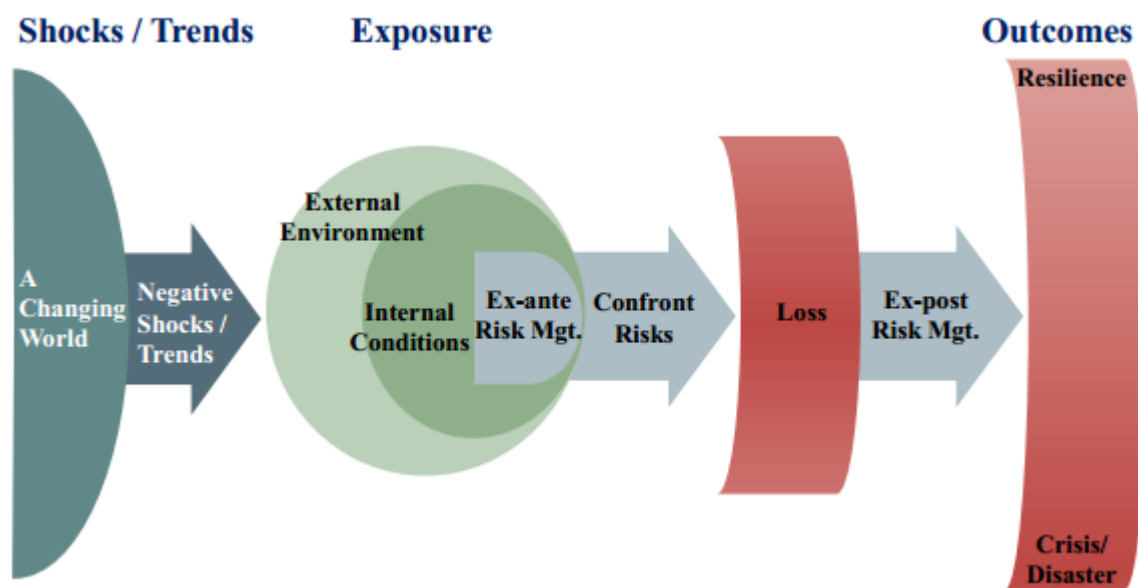 Shocks / Trends
Exposure
Outcomes
A
Changing
World
Negative
Shocks /
Trends
External
Environment
Internal
Conditions
Ex-ante
Risk Mgt.
Confront
Risks
Loss
Ex-post
Risk Mgt.
Resilience
Crisis/
Disaster